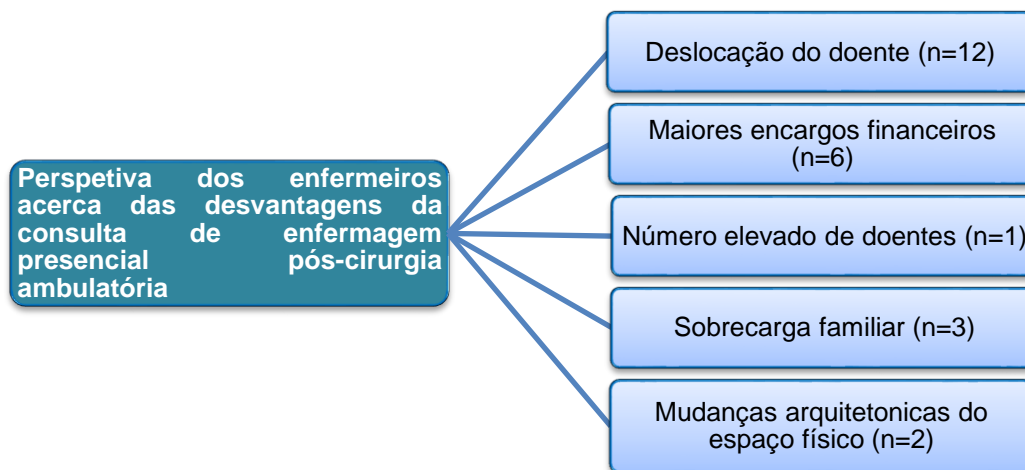 Perspetiva dos enfermeiros
acerca das desvantagens da
consulta de enfermagem
presencial pós-cirurgia
ambulatória
Deslocação do doente (n=12)
Maiores encargos financeiros
(n=6)
Número elevado de doentes (n=1)
Sobrecarga familiar (n=3)
Mudanças arquitetonicas do
espaço físico (n=2)